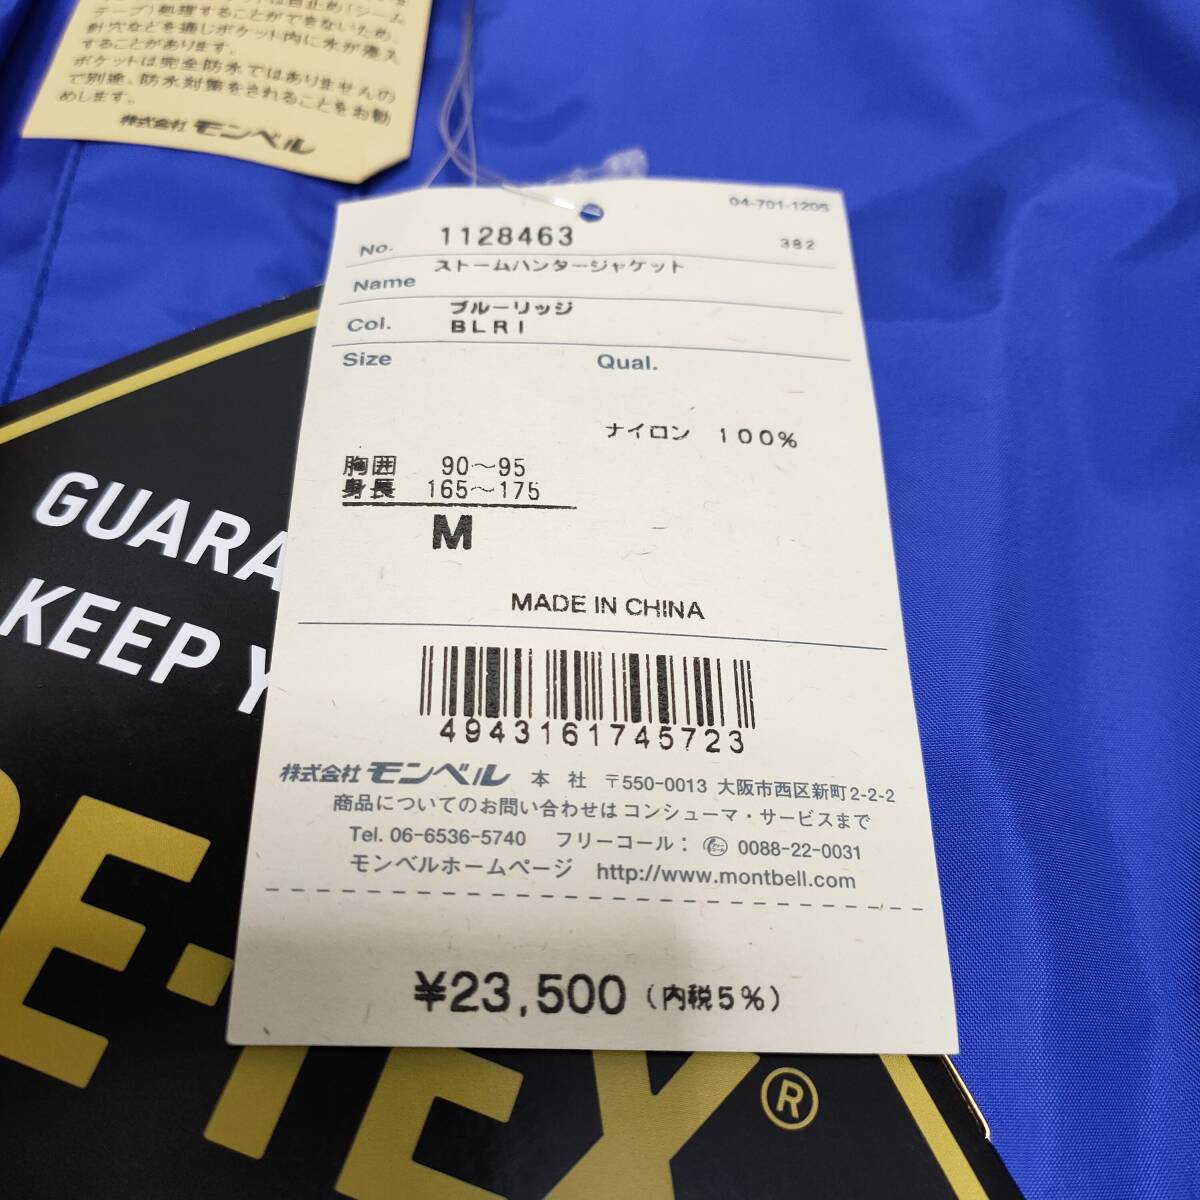 テープ)処理することができないため、
針穴などを通じポケット内に水が浸入
することがあります。
ポケットは完全防水ではありませんの
で別途、防水対策をされることをお勧
めします。
株式会社 モンベル
04-701-1205
No. 1128463 382
Name ストームハンタージャケット
Col. ブルーリッジ
BLRI
Size Qual.
ナイロン 100%
胸囲 90~95
身長 165~175
M
MADE IN CHINA
4943161745723
株式会社 モンベル 本 社 〒550-0013 大阪市西区新町2-2-2
商品についてのお問い合わせは コンシューマ・サービスまで
Tel. 06-6536-5740 フリーコール: 0088-22-0031
モンベルホームページ http://www.montbell.com
¥23,500 (内税5%)
GUARA
KEEP Y
RE-TEX®